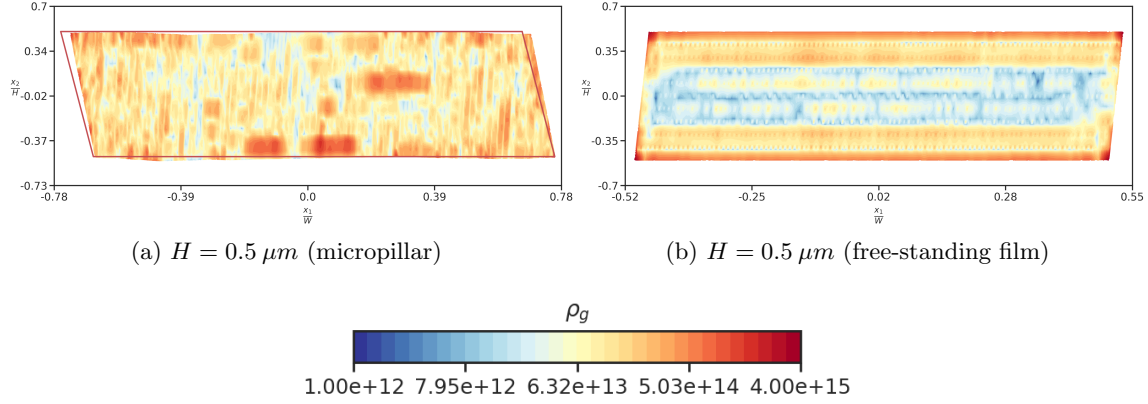 0.7
0.34
-0.02
-0.37
-0.73
x₂/H
-0.78 -0.39 0.0 0.39 0.78
x₁/W
0.7
0.35
0.0
-0.37
-0.7
x₂/H
-0.52 -0.25 0.02 0.28 0.55
x₁/W
(a) H = 0.5 μm (micropillar)
(b) H = 0.5 μm (free-standing film)
ρg
1.00e+12 7.95e+12 6.32e+13 5.03e+14 4.00e+15